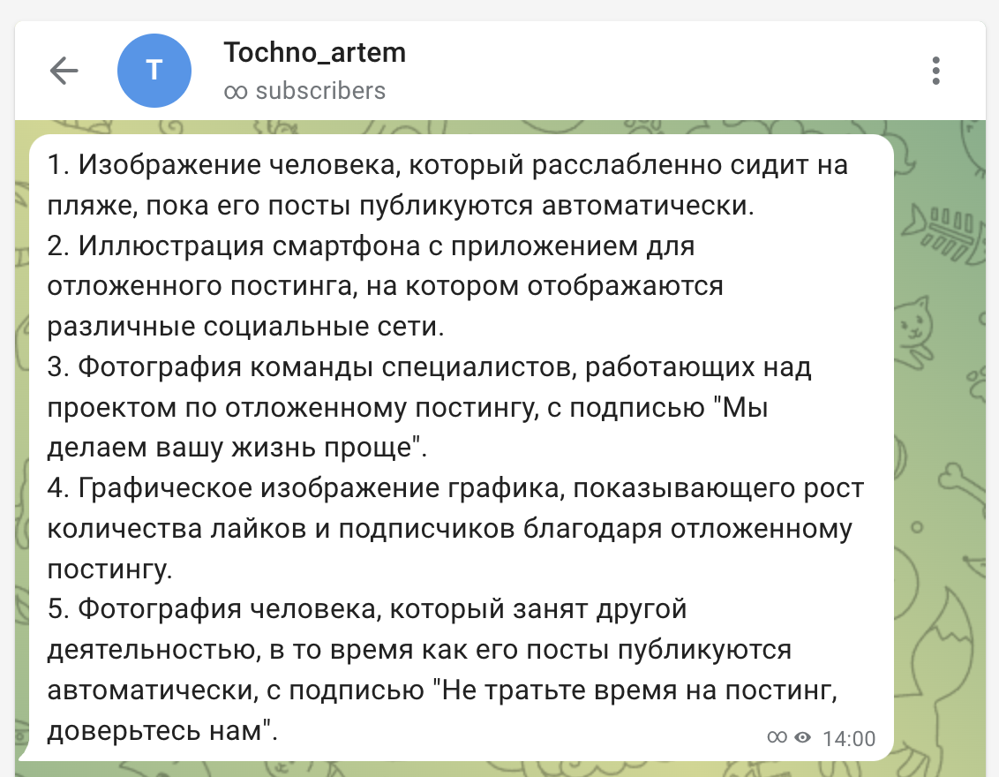 T
Tochno_artem
∞ subscribers
1. Изображение человека, который расслабленно сидит на
пляже, пока его посты публикуются автоматически.
2. Иллюстрация смартфона с приложением для
отложенного постинга, на котором отображаются
различные социальные сети.
3. Фотография команды специалистов, работающих над
проектом по отложенному постингу, с подписью "Мы
делаем вашу жизнь проще".
4. Графическое изображение графика, показывающего рост
количества лайков и подписчиков благодаря отложенному
постингу.
5. Фотография человека, который занят другой
деятельностью, в то время как его посты публикуются
автоматически, с подписью "Не тратьте время на постинг,
доверьтесь нам".
∞ 14:00